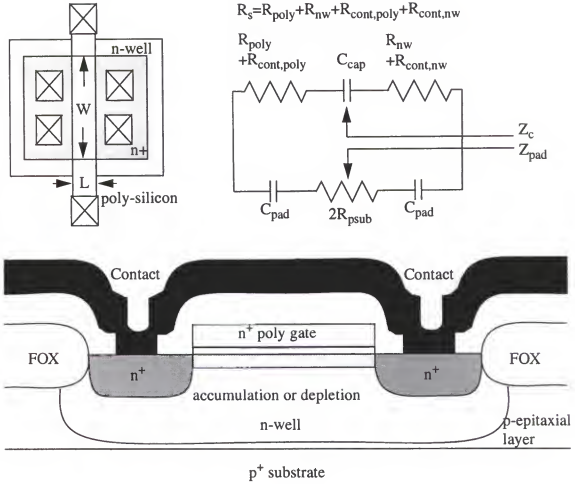 n-well
W
n+
L
poly-silicon
Rs=Rpoly+Rnw+Rcont,poly+Rcont,nw
Rpoly
+Rcont,poly
Ccap
Rnw
+Rcont,nw
Zc
Zpad
Cpad
2Rpsub
Cpad
Contact
Contact
n+ poly gate
FOX
FOX
n+
n+
accumulation or depletion
n-well
p-epitaxial
layer
p+ substrate